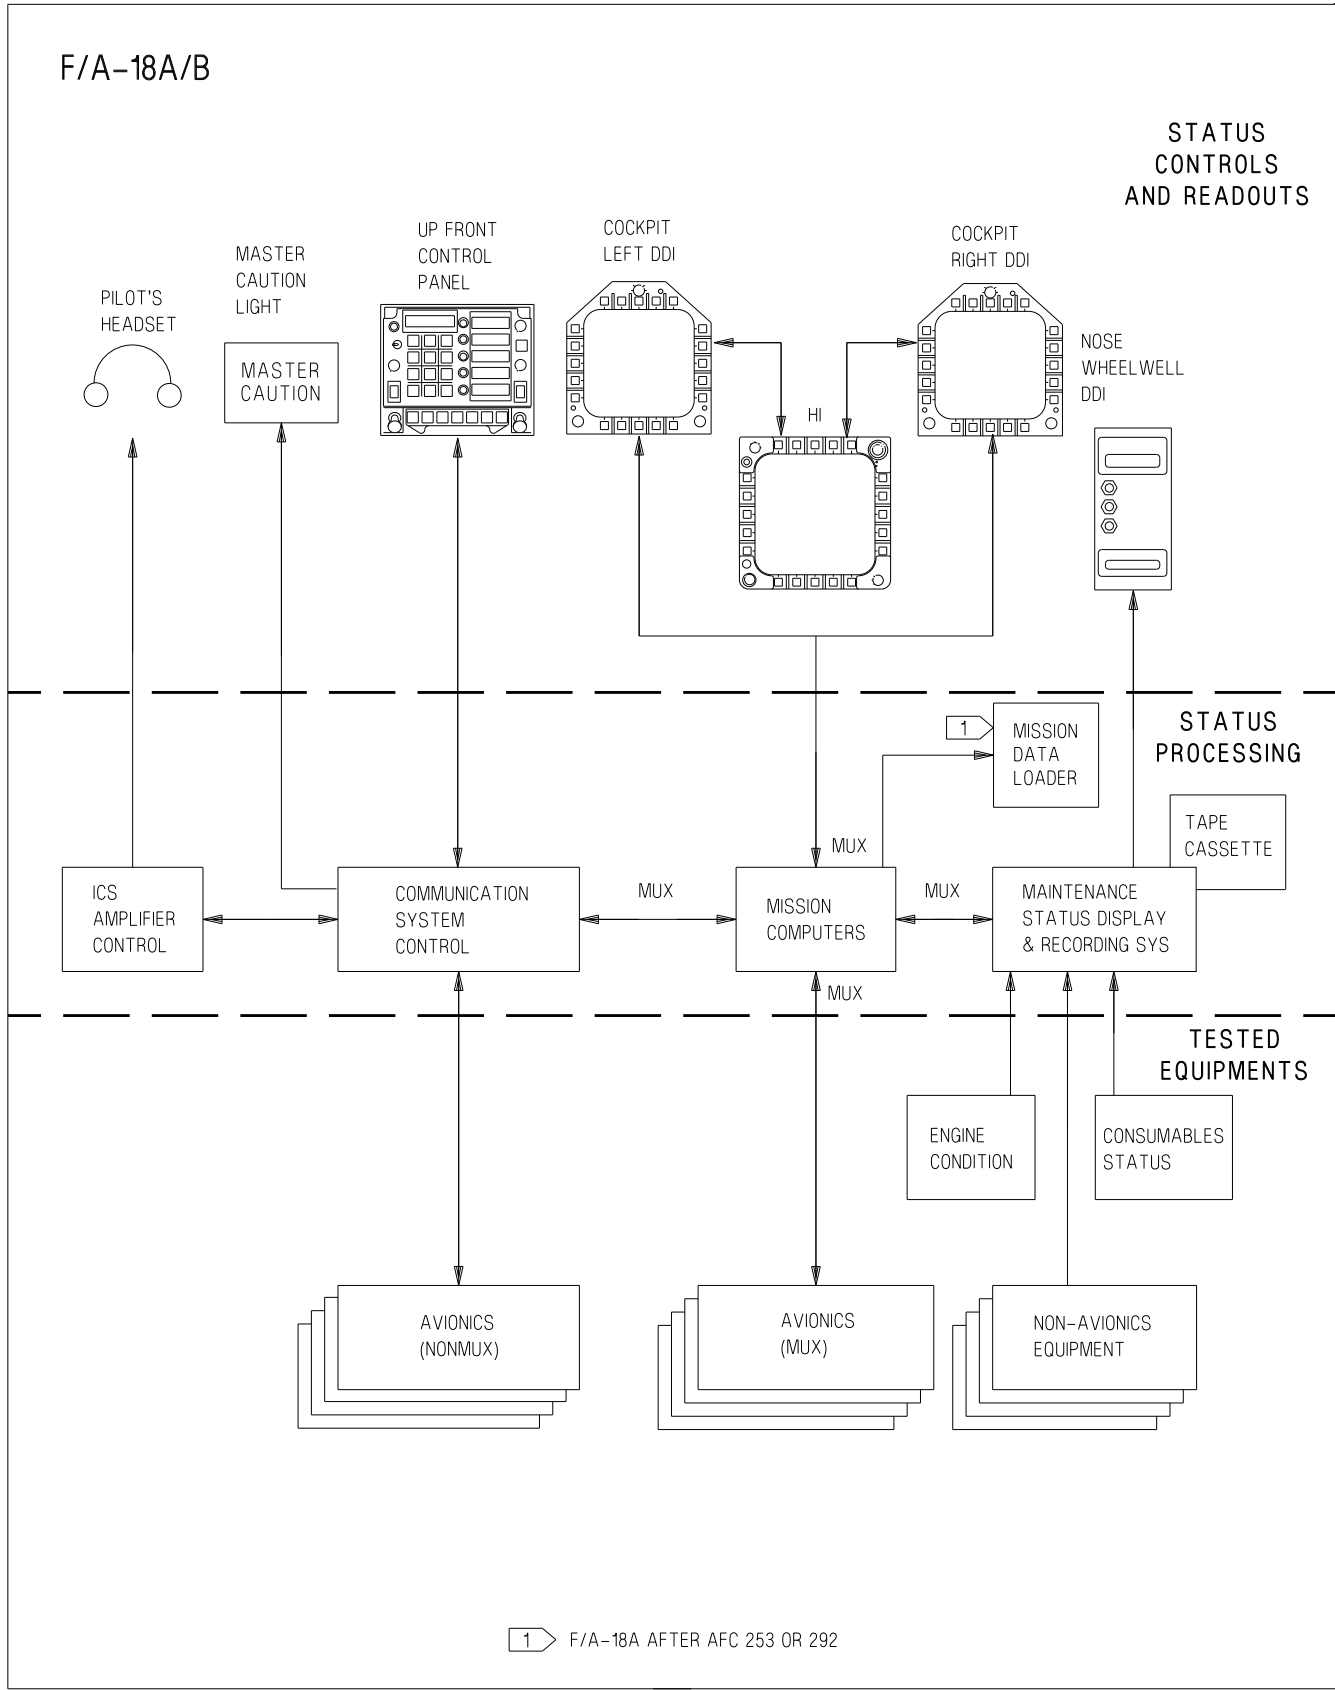 F/A-18A/B
STATUS
CONTROLS
AND READOUTS
PILOT'S
HEADSET
MASTER
CAUTION
LIGHT
MASTER
CAUTION
UP FRONT
CONTROL
PANEL
COCKPIT
LEFT DDI
HI
COCKPIT
RIGHT DDI
NOSE
WHEELWELL
DDI
STATUS
PROCESSING
1
MISSION
DATA
LOADER
TAPE
CASSETTE
MUX
ICS
AMPLIFIER
CONTROL
COMMUNICATION
SYSTEM
CONTROL
MUX
MISSION
COMPUTERS
MUX
MAINTENANCE
STATUS DISPLAY
& RECORDING SYS
MUX
TESTED
EQUIPMENTS
ENGINE
CONDITION
CONSUMABLES
STATUS
AVIONICS
(NONMUX)
AVIONICS
(MUX)
NON-AVIONICS
EQUIPMENT
1 F/A-18A AFTER AFC 253 OR 292